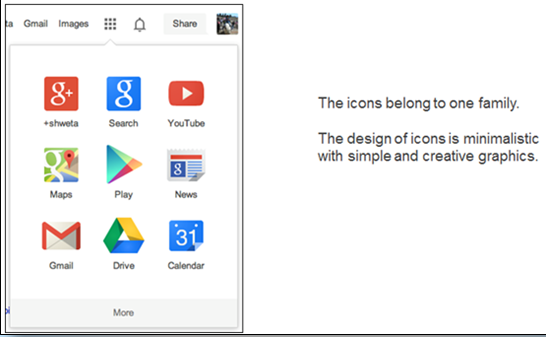 ta Gmail Images Share
g+ g
+shweta Search YouTube
g g
Maps Play News
31
Gmail Drive Calendar
More
The icons belong to one family.
The design of icons is minimalistic
with simple and creative graphics.